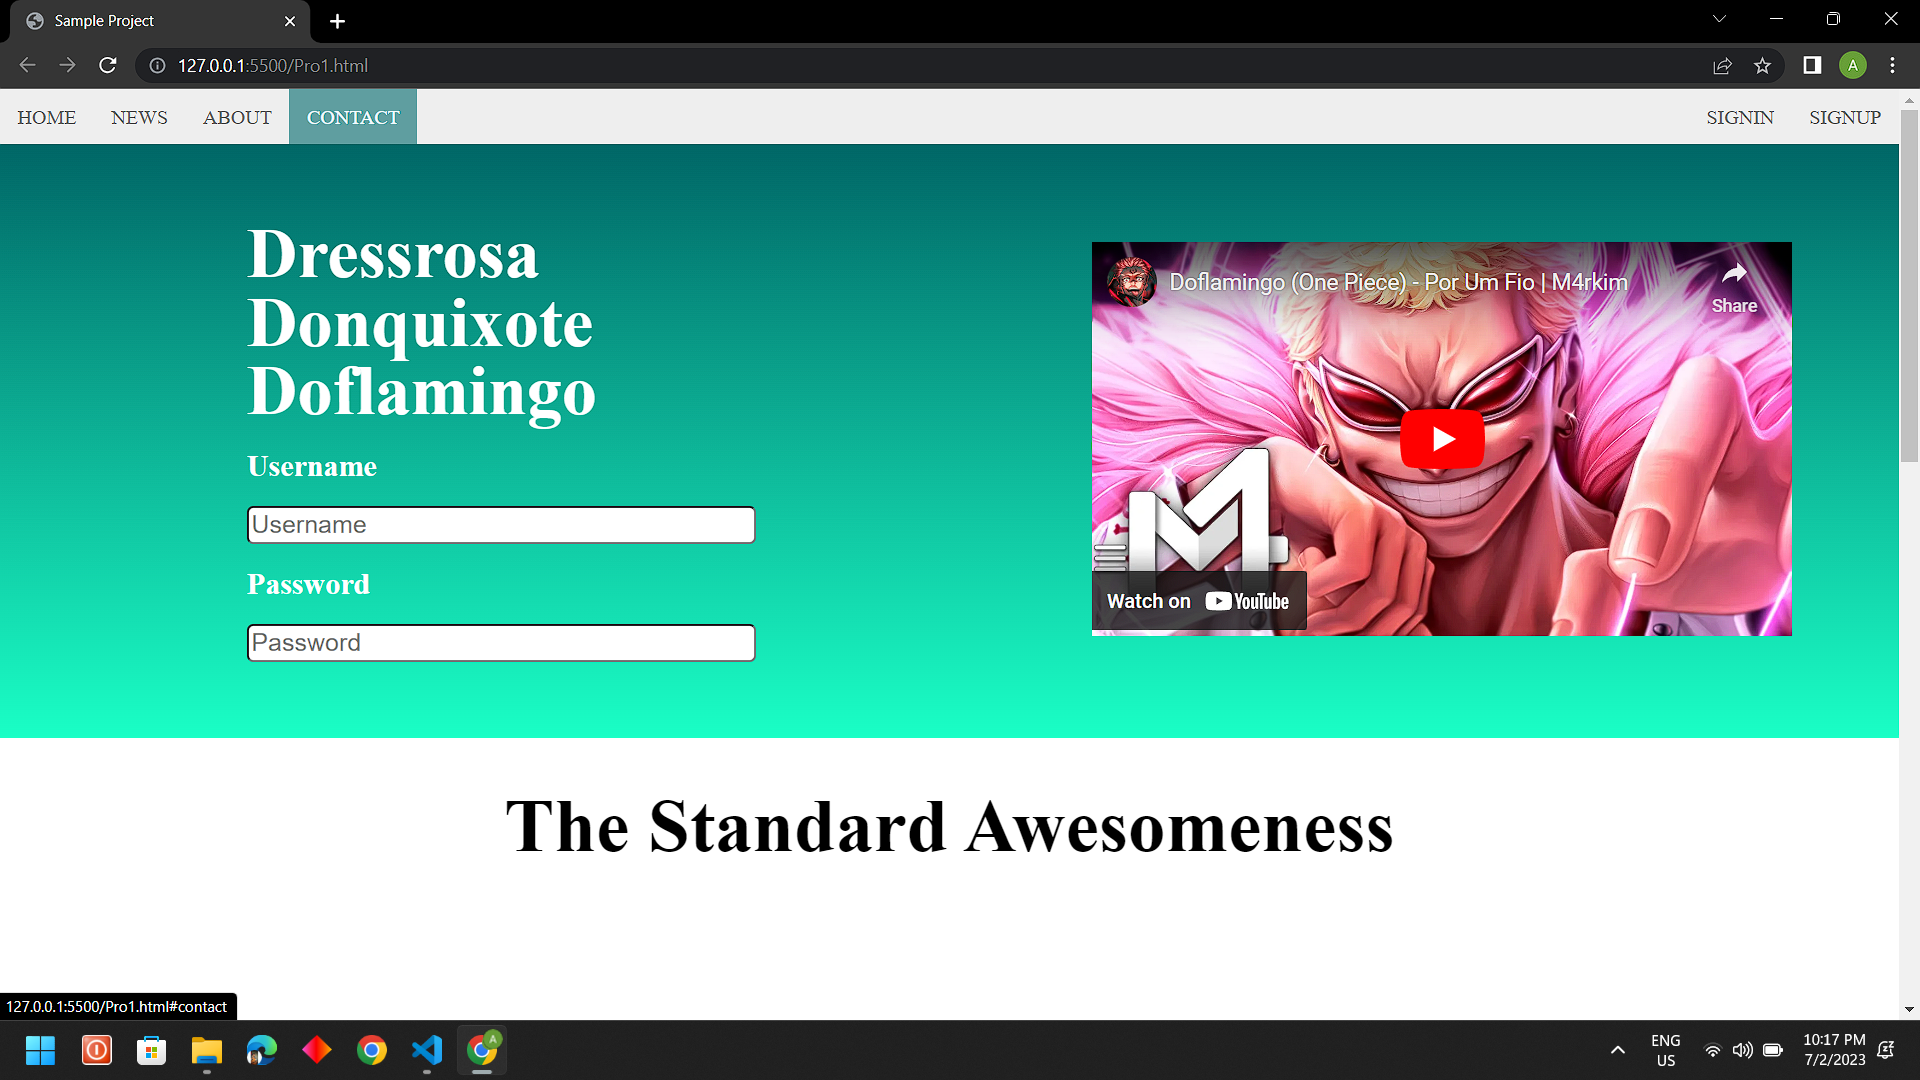 Sample Project
127.0.0.1:5500/Pro1.html
A
HOME NEWS ABOUT CONTACT SIGNIN SIGNUP
Dressrosa
Donquixote
Doflamingo
Username
Username
Password
Password
Doflamingo (One Piece) - Por Um Fio | M4rkim
Share
M4
Watch on YouTube
The Standard Awesomeness
127.0.0.1:5500/Pro1.html#contact
A
ENG
US
10:17 PM
7/2/2023